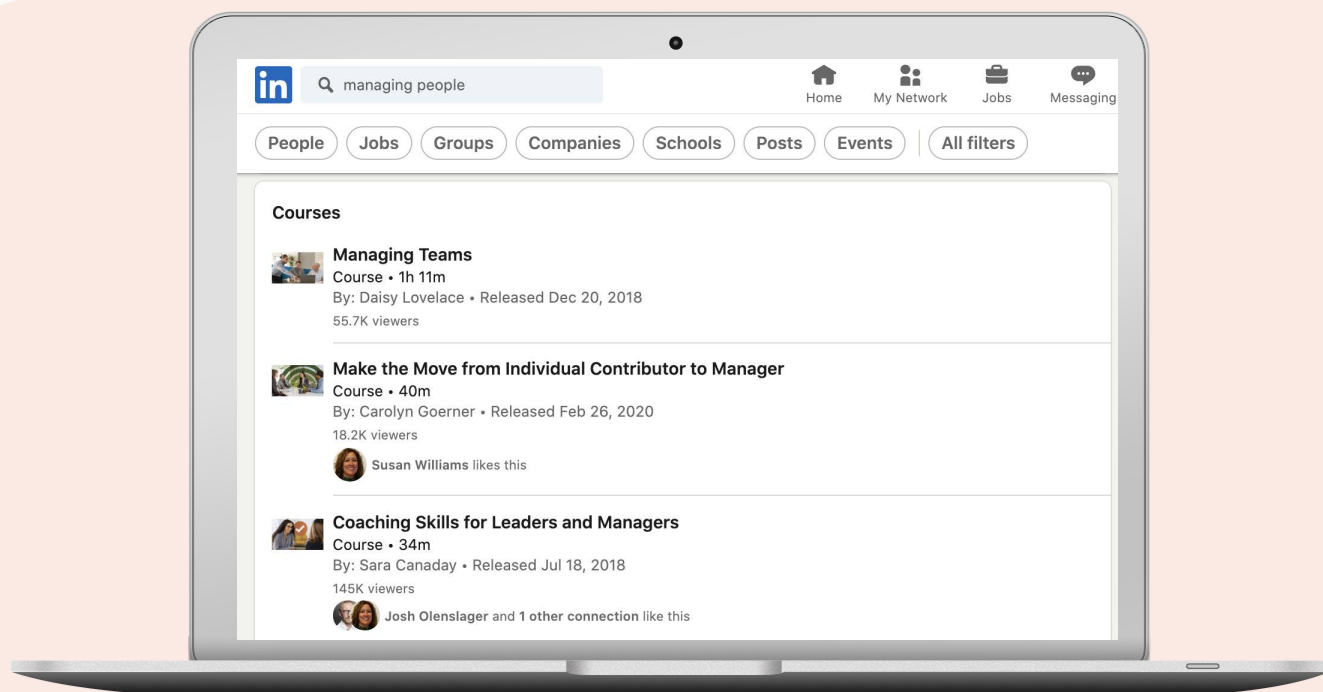 in
managing people
Home
My Network
Jobs
Messaging
People
Jobs
Groups
Companies
Schools
Posts
Events
All filters
Courses
Managing Teams
Course • 1h 11m
By: Daisy Lovelace • Released Dec 20, 2018
55.7K viewers
Make the Move from Individual Contributor to Manager
Course • 40m
By: Carolyn Goerner • Released Feb 26, 2020
18.2K viewers
Susan Williams likes this
Coaching Skills for Leaders and Managers
Course • 34m
By: Sara Canaday • Released Jul 18, 2018
145K viewers
Josh Olenslager and 1 other connection like this